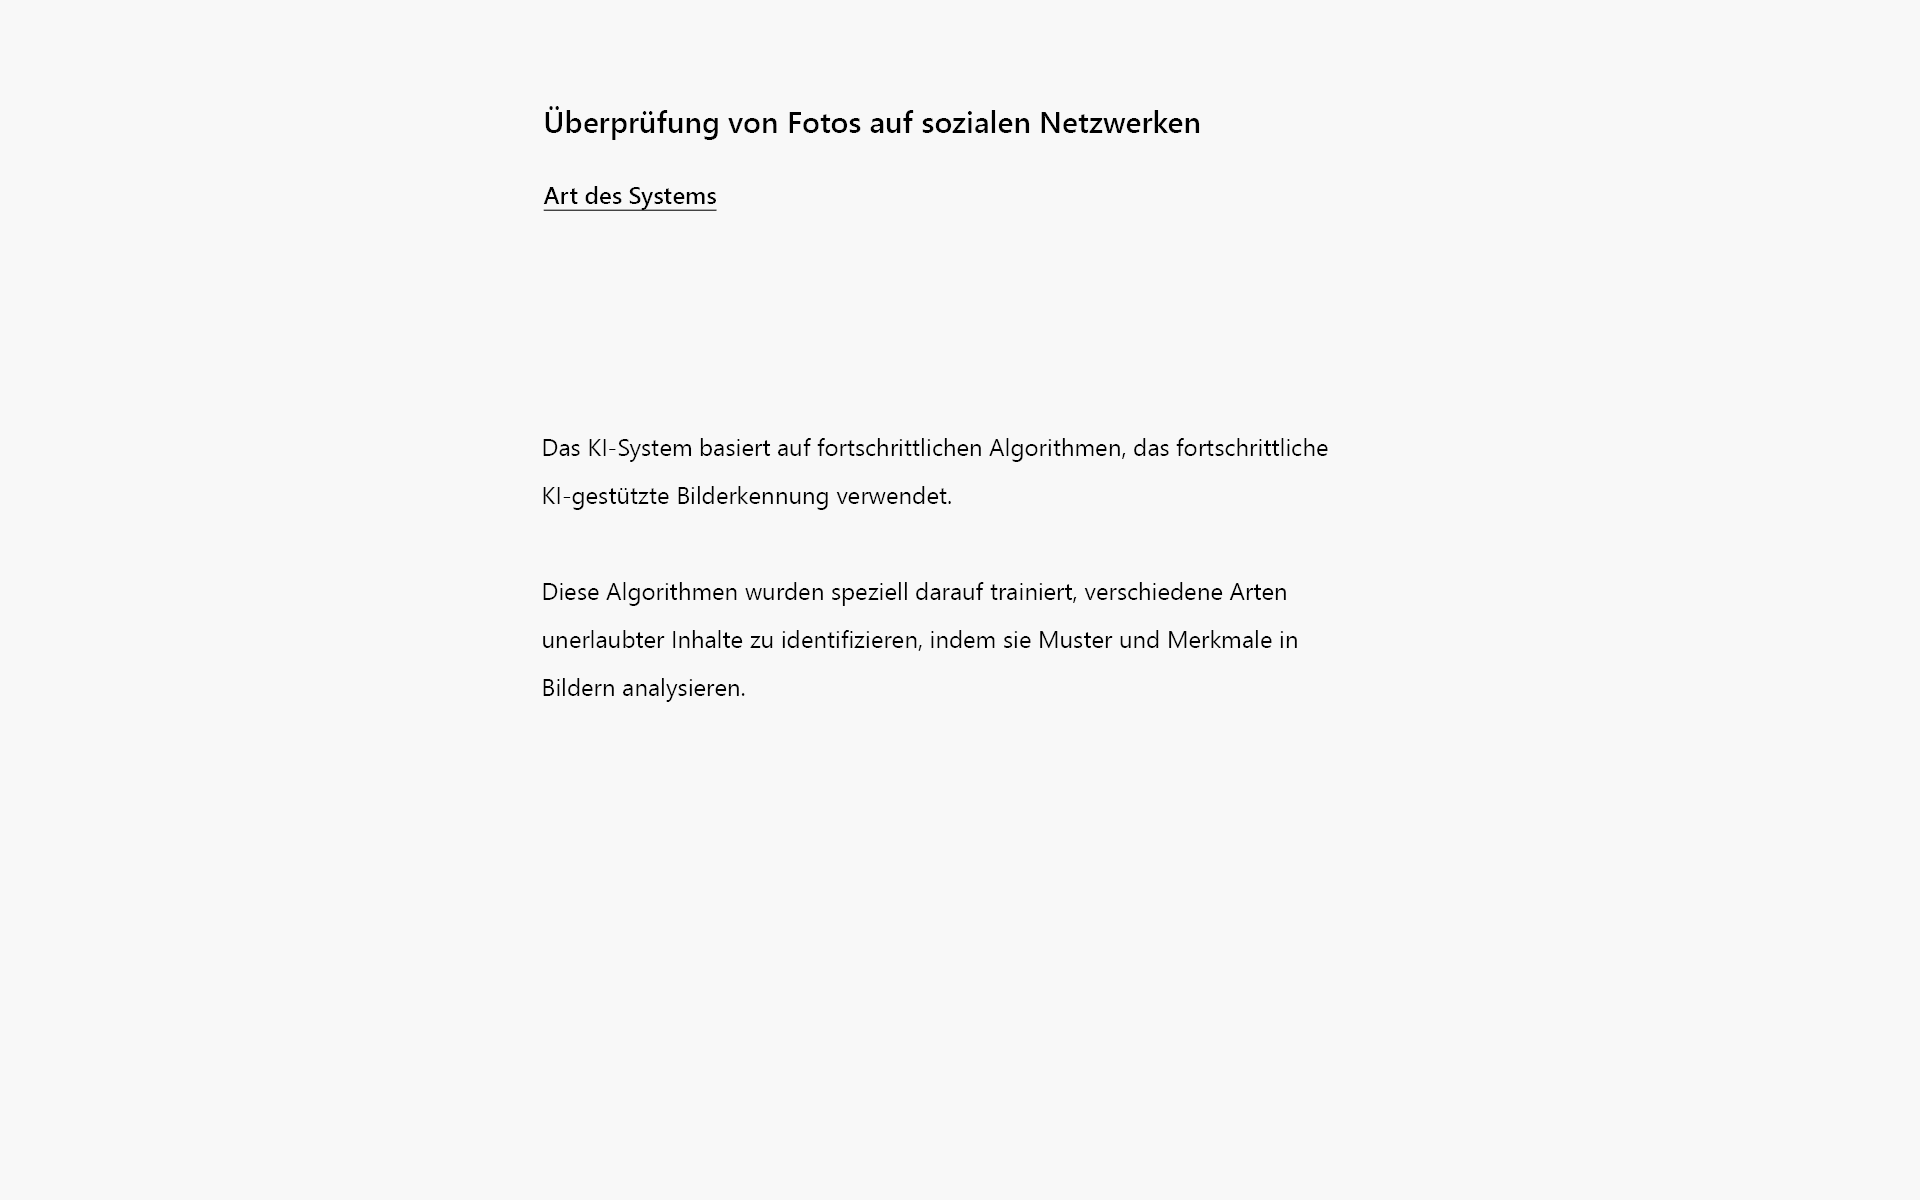 Überprüfung von Fotos auf sozialen Netzwerken
Art des Systems
Das KI-System basiert auf fortschrittlichen Algorithmen, das fortschrittliche
KI-gestützte Bilderkennung verwendet.
Diese Algorithmen wurden speziell darauf trainiert, verschiedene Arten
unerlaubter Inhalte zu identifizieren, indem sie Muster und Merkmale in
Bildern analysieren.